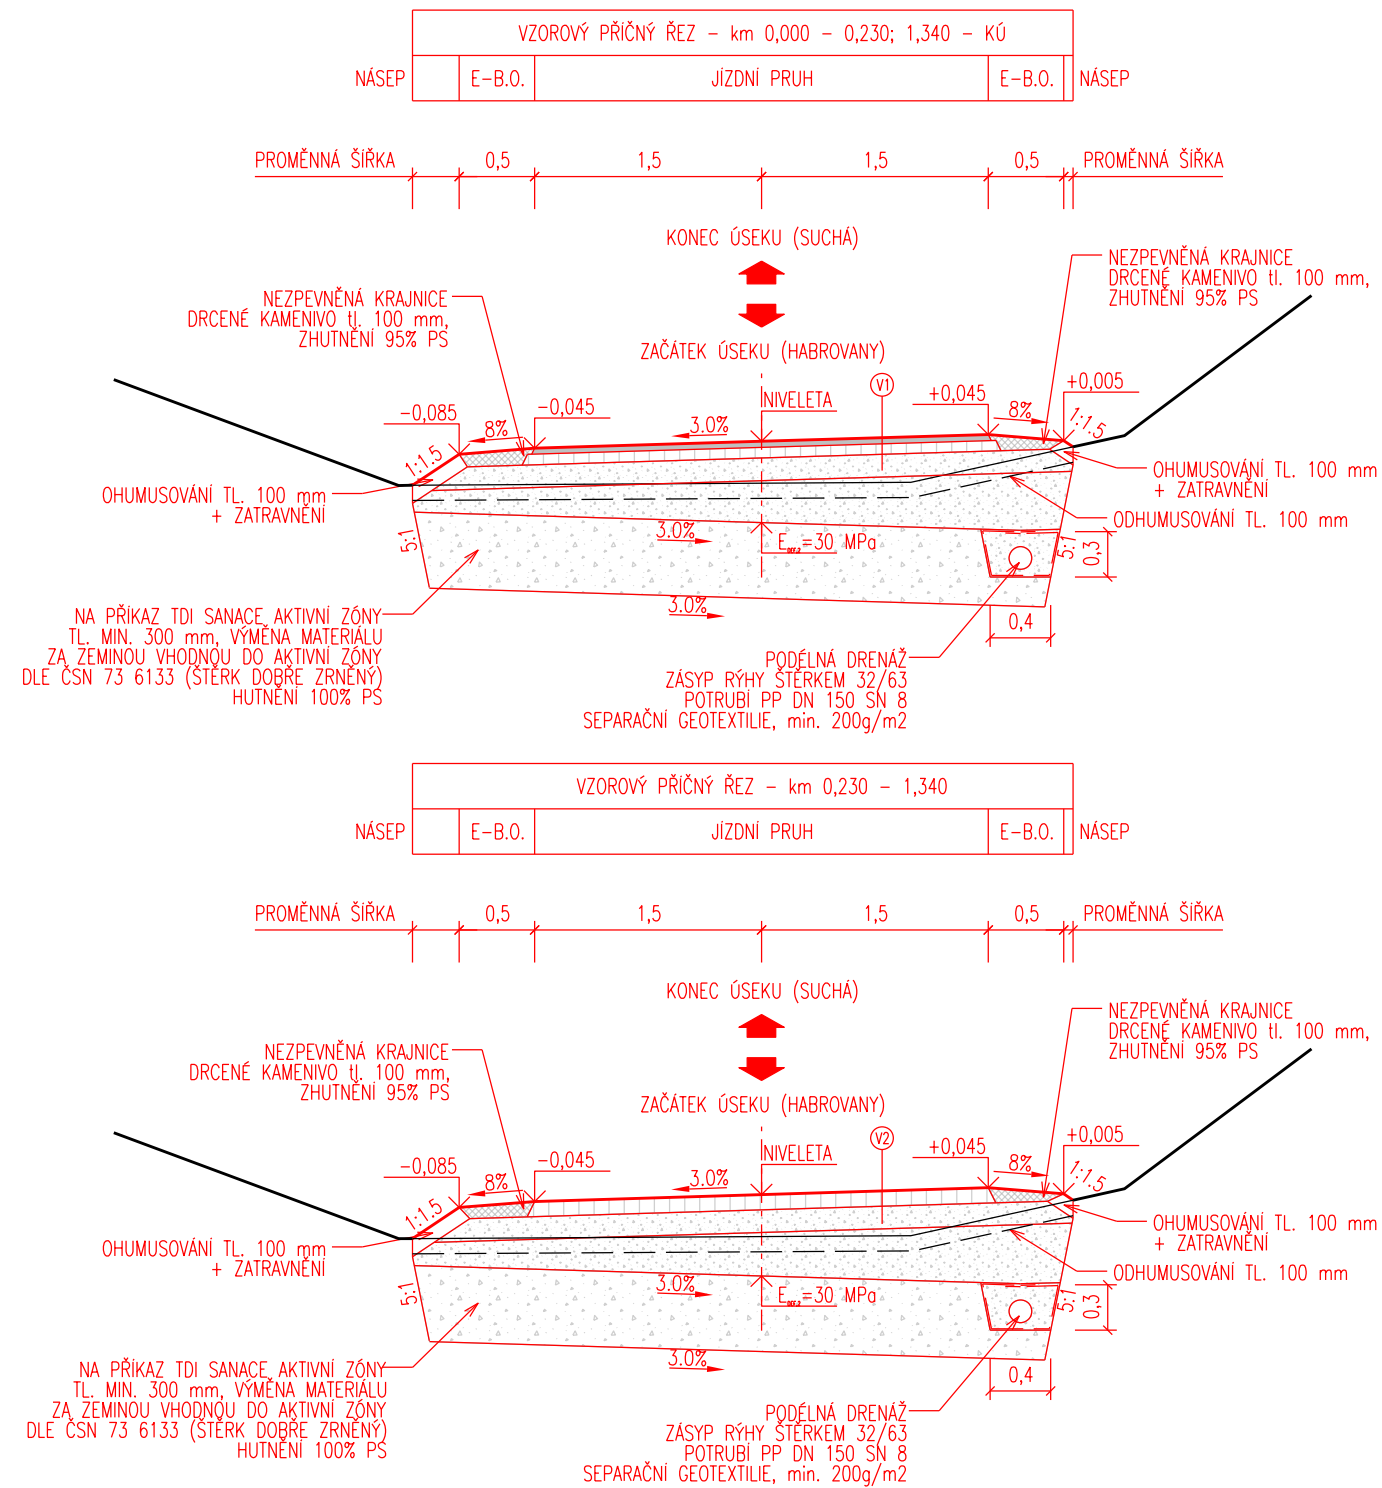 VZOROVÝ PŘÍČNÝ ŘEZ – km 0,000 – 0,230; 1,340 – KÚ
NÁSEP E–B.O. JÍZDNÍ PRUH E–B.O. NÁSEP
PROMĚNNÁ ŠÍŘKA 0,5 1,5 1,5 0,5 PROMĚNNÁ ŠÍŘKA
KONEC ÚSEKU (SUCHÁ)
NEZPEVNĚNÁ KRAJNICE
DRCENÉ KAMENIVO tl. 100 mm,
ZHUTNĚNÍ 95% PS
NEZPEVNĚNÁ KRAJNICE
DRCENÉ KAMENIVO tl. 100 mm,
ZHUTNĚNÍ 95% PS
ZAČÁTEK ÚSEKU (HABROVANY)
–0,085 8% –0,045 3.0% NIVELETA V1 +0,045 8% +0,005 1:1.5
1:1.5
OHUMUSOVÁNÍ TL. 100 mm
+ ZATRAVNĚNÍ
OHUMUSOVÁNÍ TL. 100 mm
+ ZATRAVNĚNÍ
ODHUMUSOVÁNÍ TL. 100 mm
5:1 3.0% EDEF,2=30 MPa 5:1 0,3
3.0% 0,4
NA PŘÍKAZ TDI SANACE AKTIVNÍ ZÓNY
TL. MIN. 300 mm, VÝMĚNA MATERIÁLU
ZA ZEMINOU VHODNOU DO AKTIVNÍ ZÓNY
DLE ČSN 73 6133 (ŠTĚRK DOBŘE ZRNĚNÝ)
HUTNĚNÍ 100% PS
PODÉLNÁ DRENÁŽ
ZÁSYP RÝHY ŠTĚRKEM 32/63
POTRUBÍ PP DN 150 SN 8
SEPARAČNÍ GEOTEXTILIE, min. 200g/m2
VZOROVÝ PŘÍČNÝ ŘEZ – km 0,230 – 1,340
NÁSEP E–B.O. JÍZDNÍ PRUH E–B.O. NÁSEP
PROMĚNNÁ ŠÍŘKA 0,5 1,5 1,5 0,5 PROMĚNNÁ ŠÍŘKA
KONEC ÚSEKU (SUCHÁ)
NEZPEVNĚNÁ KRAJNICE
DRCENÉ KAMENIVO tl. 100 mm,
ZHUTNĚNÍ 95% PS
NEZPEVNĚNÁ KRAJNICE
DRCENÉ KAMENIVO tl. 100 mm,
ZHUTNĚNÍ 95% PS
ZAČÁTEK ÚSEKU (HABROVANY)
–0,085 8% –0,045 3.0% NIVELETA V2 +0,045 8% +0,005 1:1.5
1:1.5
OHUMUSOVÁNÍ TL. 100 mm
+ ZATRAVNĚNÍ
OHUMUSOVÁNÍ TL. 100 mm
+ ZATRAVNĚNÍ
ODHUMUSOVÁNÍ TL. 100 mm
5:1 3.0% EDEF,2=30 MPa 5:1 0,3
3.0% 0,4
NA PŘÍKAZ TDI SANACE AKTIVNÍ ZÓNY
TL. MIN. 300 mm, VÝMĚNA MATERIÁLU
ZA ZEMINOU VHODNOU DO AKTIVNÍ ZÓNY
DLE ČSN 73 6133 (ŠTĚRK DOBŘE ZRNĚNÝ)
HUTNĚNÍ 100% PS
PODÉLNÁ DRENÁŽ
ZÁSYP RÝHY ŠTĚRKEM 32/63
POTRUBÍ PP DN 150 SN 8
SEPARAČNÍ GEOTEXTILIE, min. 200g/m2